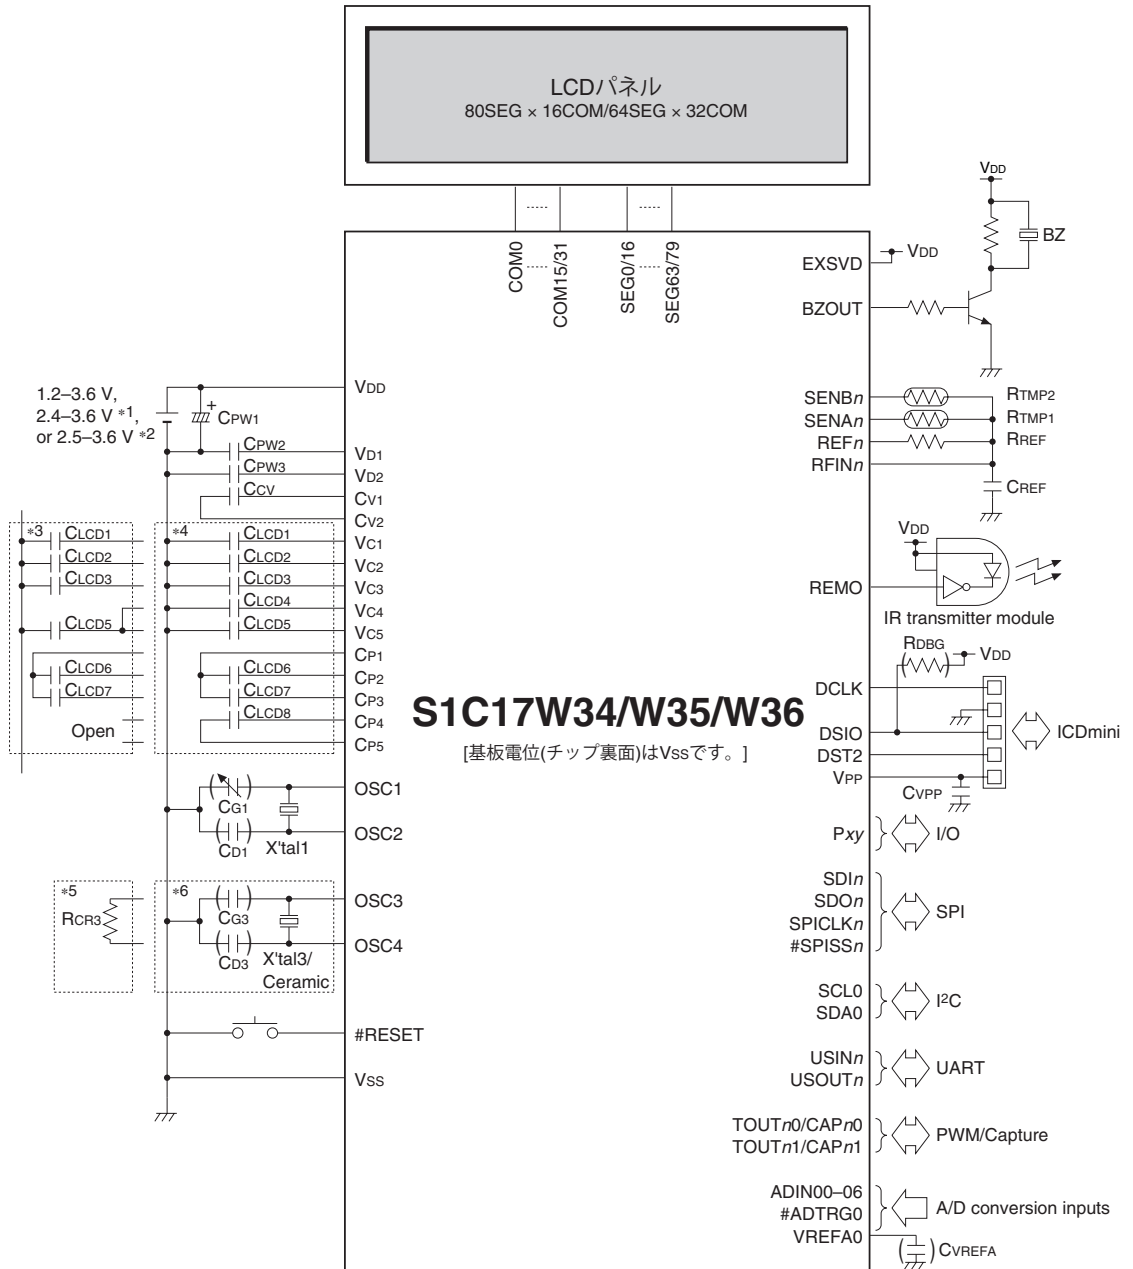 LCDパネル
80SEG × 16COM/64SEG × 32COM
COM0
COM15/31
SEG0/16
SEG63/79
VDD
BZ
EXSVD
VDD
BZOUT
1.2–3.6 V,
2.4–3.6 V *1,
or 2.5–3.6 V *2
+
CPW1
CPW2
CPW3
CCV
VDD
VD1
VD2
CV1
CV2
VC1
VC2
VC3
VC4
VC5
CP1
CP2
CP3
CP4
CP5
*3
CLCD1
CLCD2
CLCD3
CLCD5
CLCD6
CLCD7
Open
*4
CLCD1
CLCD2
CLCD3
CLCD4
CLCD5
CLCD6
CLCD7
CLCD8
SENBn
SENAn
REFn
RFINn
RTMP2
RTMP1
RREF
CREF
VDD
REMO
IR transmitter module
S1C17W34/W35/W36
[基板電位(チップ裏面)はVssです。]
RDBG
VDD
DCLK
DSIO
DST2
VPP
CVPP
ICDmini
OSC1
OSC2
CG1
CD1
X'tal1
Pxy
I/O
*5
RCR3
*6
CG3
CD3
X'tal3/
Ceramic
OSC3
OSC4
SDIn
SDOn
SPICLKn
#SPISSn
SPI
SCL0
SDA0
I2C
#RESET
VSS
USINn
USOUTn
UART
TOUTn0/CAPn0
TOUTn1/CAPn1
PWM/Capture
ADIN00–06
#ADTRG0
VREFA0
A/D conversion inputs
CVREFA